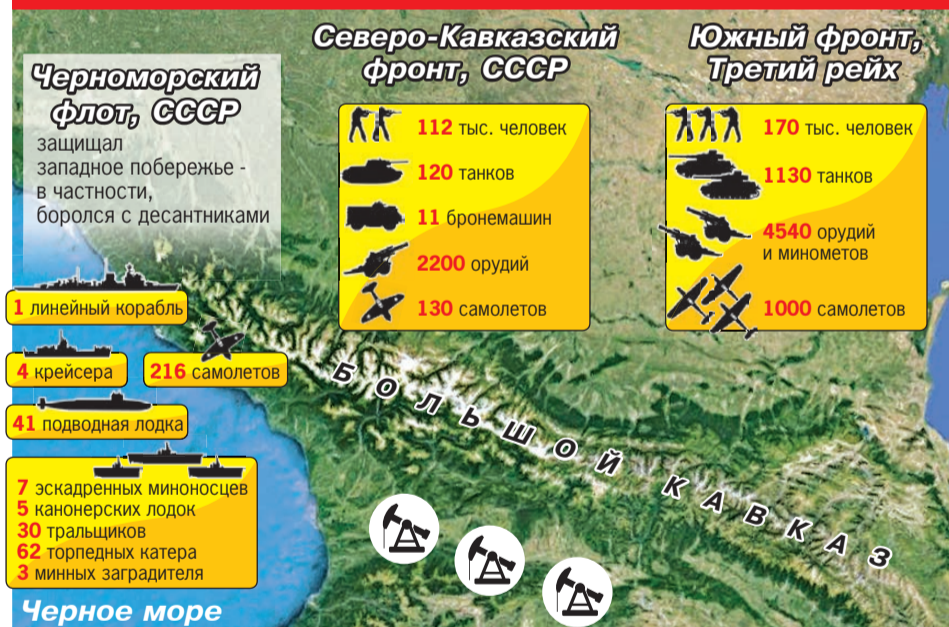 Черноморский
флот, СССР
защищал
западное побережье -
в частности,
боролся с десантниками
1 линейный корабль
4 крейсера
216 самолетов
41 подводная лодка
7 эскадренных миноносцев
5 канонерских лодок
30 тральщиков
62 торпедных катера
3 минных заградителя
Черное море
Северо-Кавказский
фронт, СССР
112 тыс. человек
120 танков
11 бронемашин
2200 орудий
130 самолетов
Южный фронт,
Третий рейх
170 тыс. человек
1130 танков
4540 орудий
и минометов
1000 самолетов
БОЛЬШОЙ КАВКАЗ